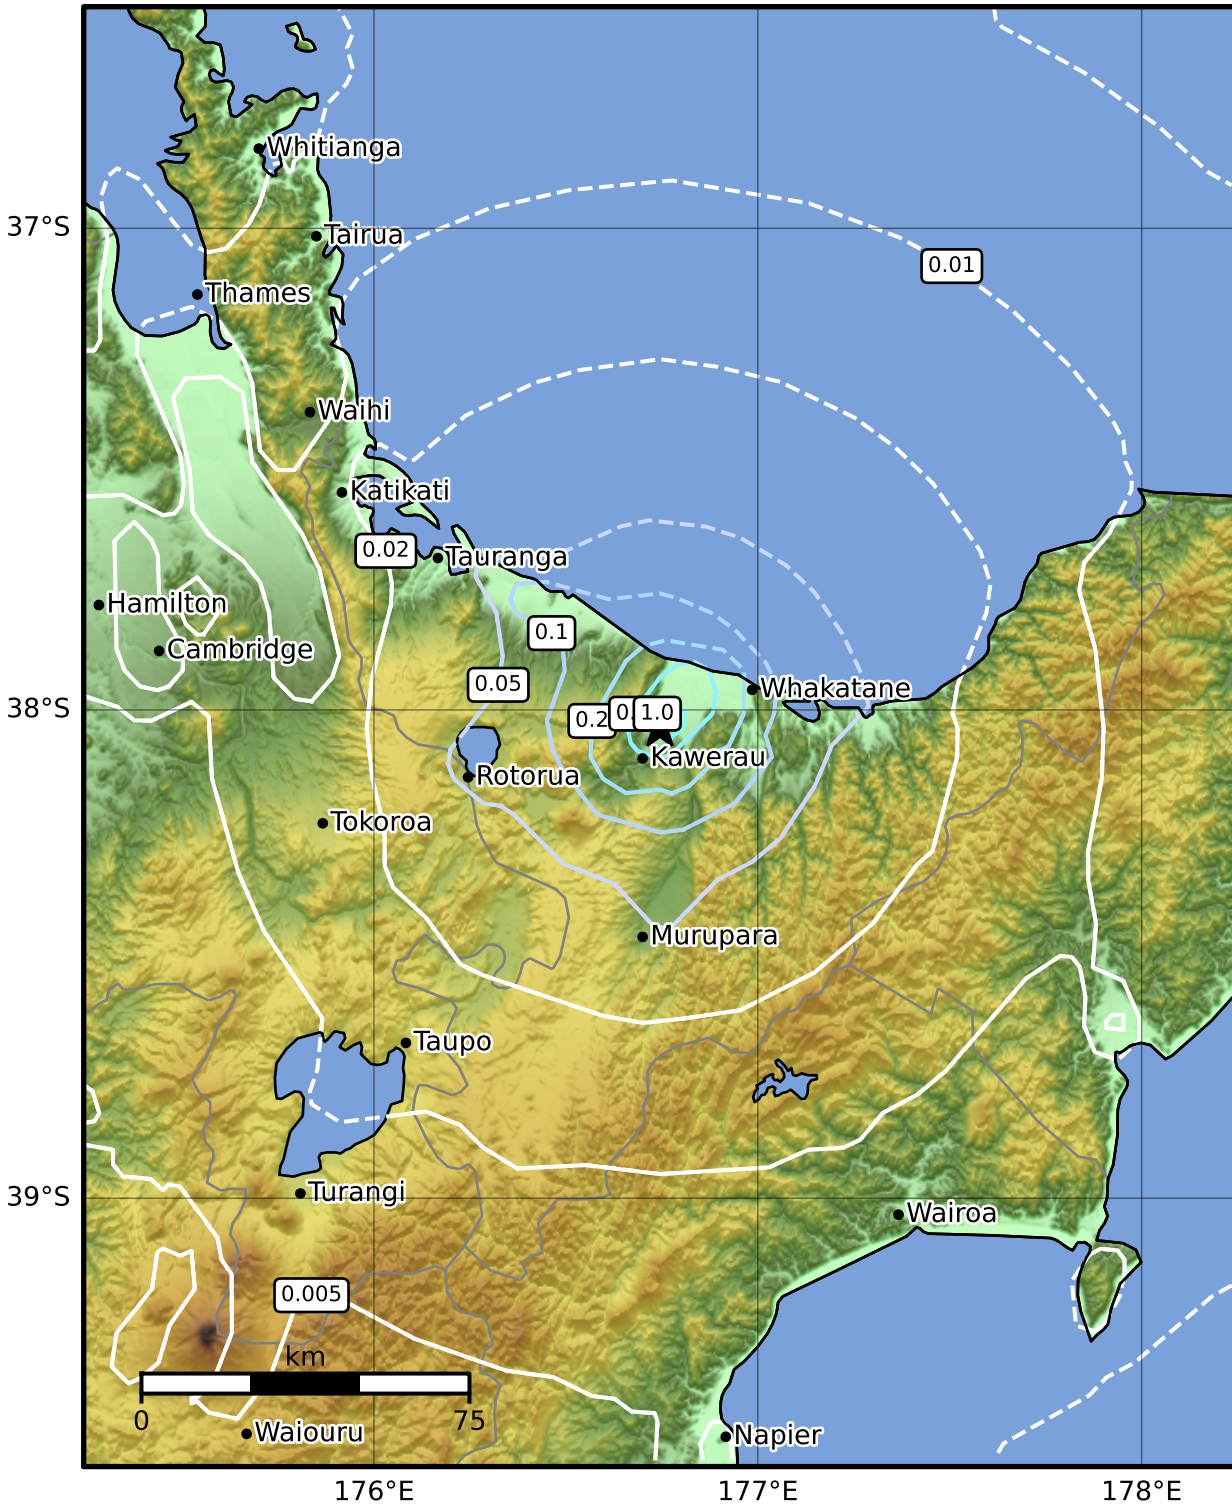 Whitianga
37°S
Tairua
0.01
Thames
Waihi
Katikati
0.02
Tauranga
Hamilton
0.1
Cambridge
0.05
Whakatane
38°S
0.2
1.0
Kawerau
Rotorua
Tokoroa
Murupara
Taupo
Turangi
39°S
Wairoa
0.005
km
0
75
Waiouru
Napier
176°E
177°E
178°E